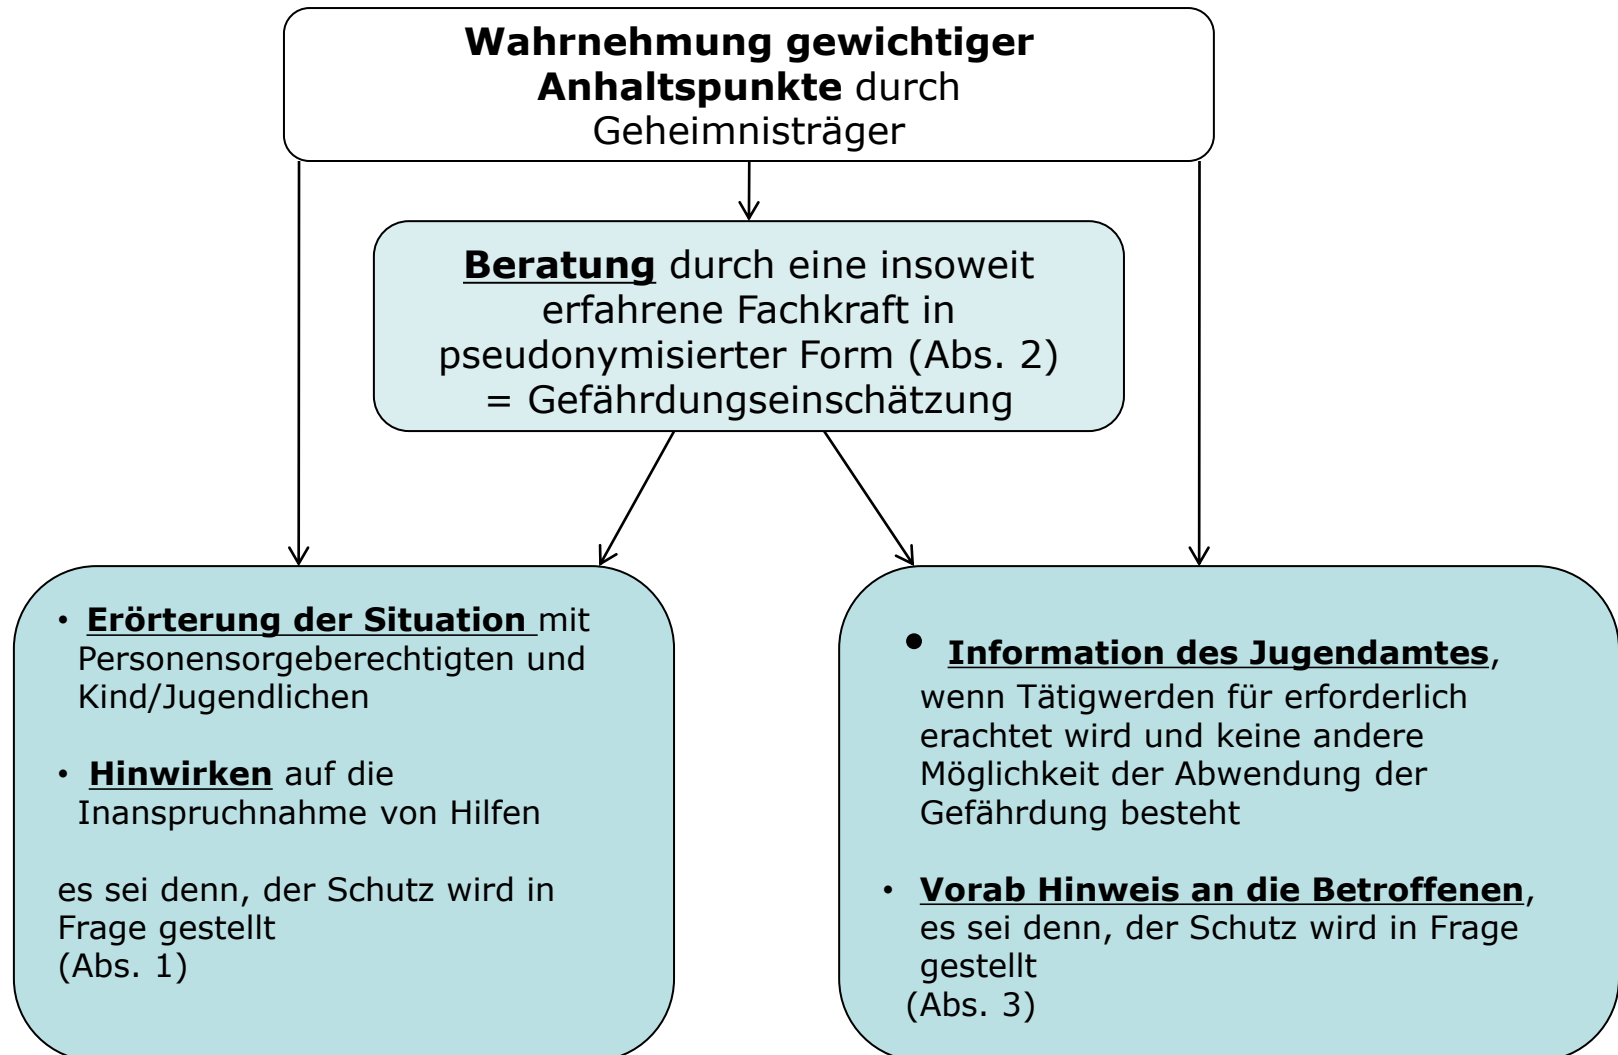 Wahrnehmung gewichtiger
Anhaltspunkte durch
Geheimnisträger
Beratung durch eine insoweit
erfahrene Fachkraft in
pseudonymisierter Form (Abs. 2)
= Gefährdungseinschätzung
• Erörterung der Situation mit
Personensorgeberechtigten und
Kind/Jugendlichen
• Hinwirken auf die
Inanspruchnahme von Hilfen
es sei denn, der Schutz wird in
Frage gestellt
(Abs. 1)
• Information des Jugendamtes,
wenn Tätigwerden für erforderlich
erachtet wird und keine andere
Möglichkeit der Abwendung der
Gefährdung besteht
• Vorab Hinweis an die Betroffenen,
es sei denn, der Schutz wird in Frage
gestellt
(Abs. 3)